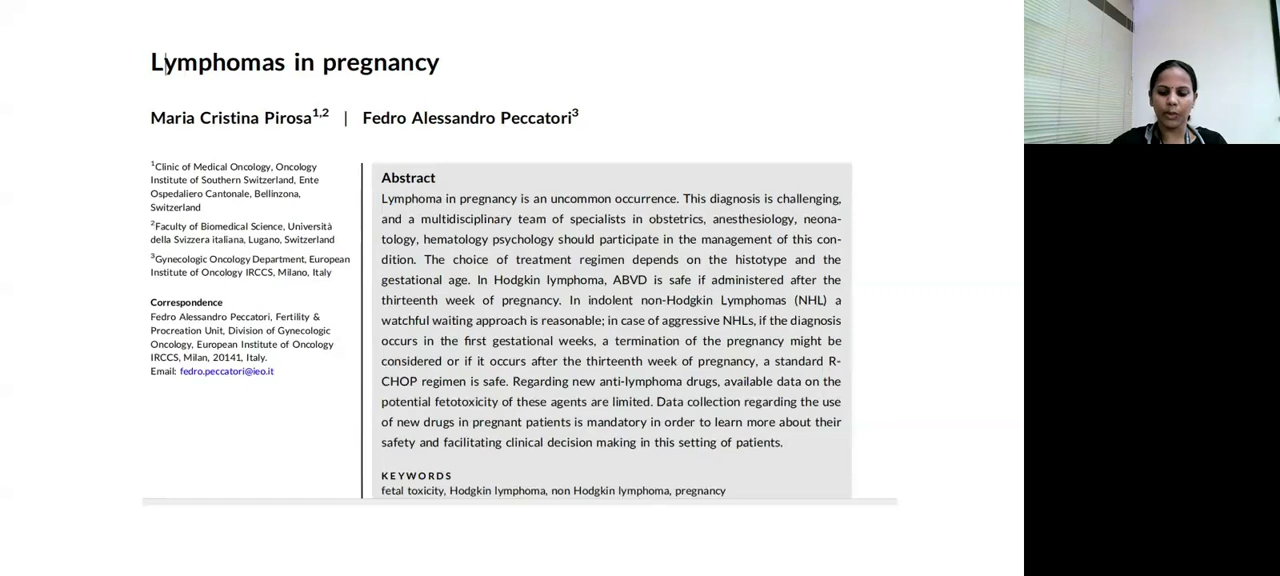 Lymphomas in pregnancy
Maria Cristina Pirosa1,2 | Fedro Alessandro Peccatori3
1Clinic of Medical Oncology, Oncology
Institute of Southern Switzerland, Ente
Ospedaliero Cantonale, Bellinzona,
Switzerland
2Faculty of Biomedical Science, Università
della Svizzera italiana, Lugano, Switzerland
3Gynecologic Oncology Department, European
Institute of Oncology IRCCS, Milano, Italy
Correspondence
Fedro Alessandro Peccatori, Fertility &
Procreation Unit, Division of Gynecologic
Oncology, European Institute of Oncology
IRCCS, Milan, 20141, Italy.
Email: fedro.peccatori@ieo.it
Abstract
Lymphoma in pregnancy is an uncommon occurrence. This diagnosis is challenging,
and a multidisciplinary team of specialists in obstetrics, anesthesiology, neona-
tology, hematology psychology should participate in the management of this con-
dition. The choice of treatment regimen depends on the histotype and the
gestational age. In Hodgkin lymphoma, ABVD is safe if administered after the
thirteenth week of pregnancy. In indolent non-Hodgkin Lymphomas (NHL) a
watchful waiting approach is reasonable; in case of aggressive NHLs, if the diagnosis
occurs in the first gestational weeks, a termination of the pregnancy might be
considered or if it occurs after the thirteenth week of pregnancy, a standard R-
CHOP regimen is safe. Regarding new anti-lymphoma drugs, available data on the
potential fetotoxicity of these agents are limited. Data collection regarding the use
of new drugs in pregnant patients is mandatory in order to learn more about their
safety and facilitating clinical decision making in this setting of patients.
KEYWORDS
fetal toxicity, Hodgkin lymphoma, non Hodgkin lymphoma, pregnancy